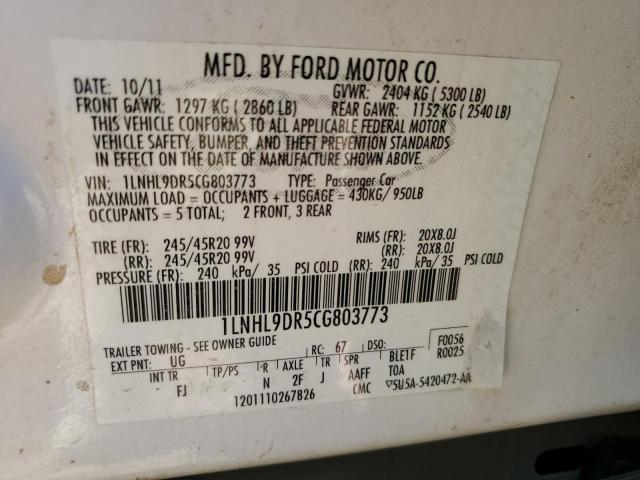 MFD. BY FORD MOTOR CO.
DATE: 10/11 GVWR: 2404 KG ( 5300 LB)
FRONT GAWR: 1297 KG ( 2860 LB) REAR GAWR: 1152 KG ( 2540 LB)
THIS VEHICLE CONFORMS TO ALL APPLICABLE FEDERAL MOTOR
VEHICLE SAFETY, BUMPER, AND THEFT PREVENTION STANDARDS
IN EFFECT ON THE DATE OF MANUFACTURE SHOWN ABOVE.
VIN: 1LNHL9DR5CG803773 TYPE: Passenger Car
MAXIMUM LOAD = OCCUPANTS + LUGGAGE = 430KG/ 950LB
OCCUPANTS = 5 TOTAL; 2 FRONT, 3 REAR
TIRE (FR): 245/45R20 99V RIMS (FR): 20X8.0J
(RR): 245/45R20 99V (RR): 20X8.0J
PRESSURE (FR): 240 kPa/ 35 PSI COLD (RR): 240 kPa/ 35 PSI COLD
1LNHL9DR5CG803773
TRAILER TOWING - SEE OWNER GUIDE
EXT PNT: UG RC: 67 DSO: F0056
R0025
INT TR TP/PS R AXLE TR SPR BLE1F
FJ N 2F J AAFF TOA
1201110267826 CMC ▽5U5A-5420472-AA